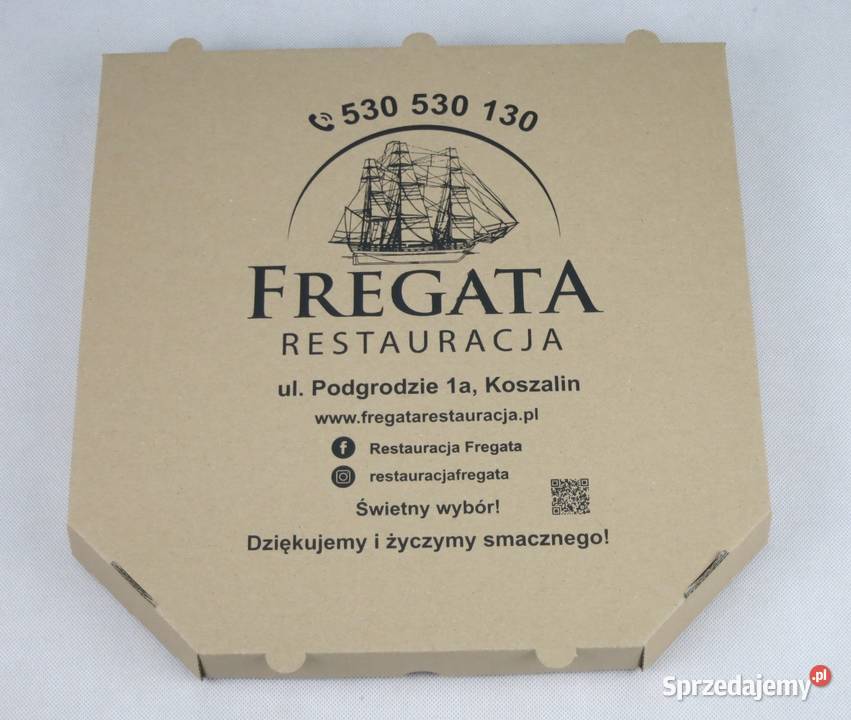 530 530 130
FREGATA
RESTAURACJA
ul. Podgrodzie 1a, Koszalin
www.fregatarestauracja.pl
f Restauracja Fregata
restauracjafregata
Świetny wybór!
Dziękujemy i życzymy smacznego!
Sprzedajemy.pl